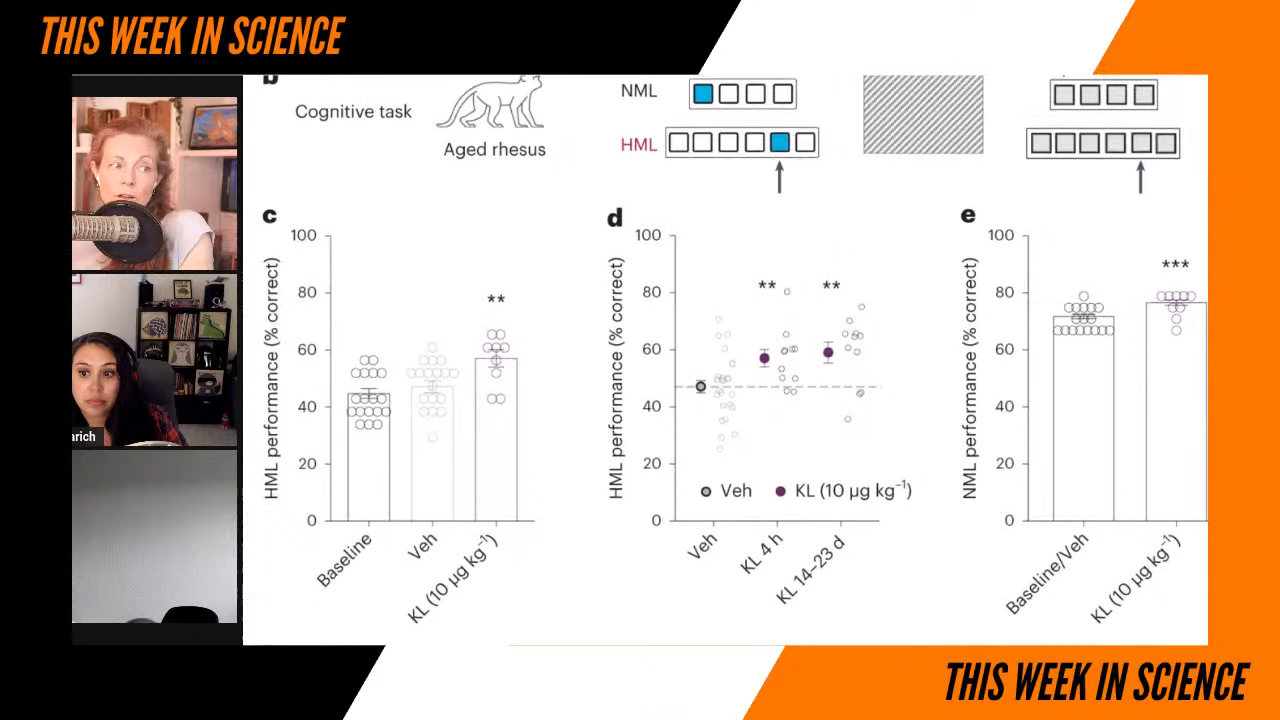 THIS WEEK IN SCIENCE
b
Cognitive task
Aged rhesus
NML
HML
arich
c
HML performance (% correct)
100
80
60
40
20
0
**
Baseline
Veh
KL (10 µg kg⁻¹)
d
HML performance (% correct)
100
80
60
40
20
0
**
**
Veh
KL (10 µg kg⁻¹)
Veh
KL 4 h
KL 14–23 d
e
NML performance (% correct)
100
80
60
40
20
0
***
Baseline/Veh
KL (10 µg kg⁻¹)
THIS WEEK IN SCIENCE